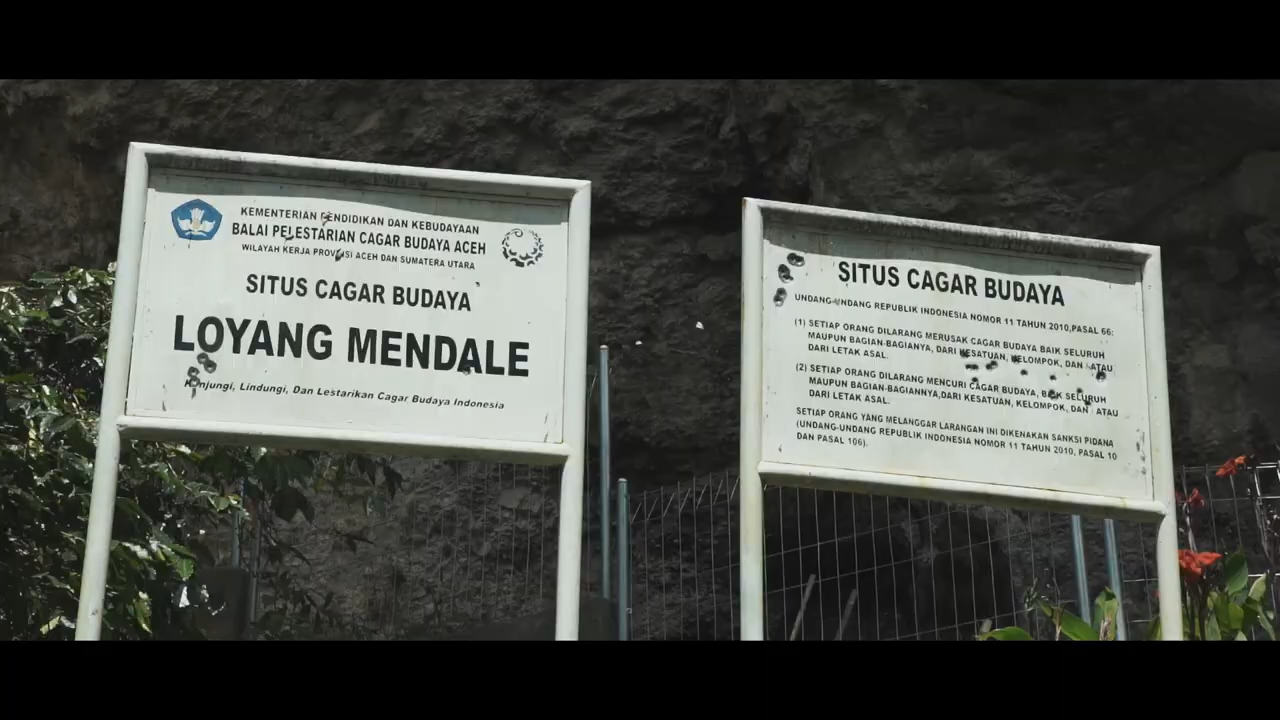 KEMENTERIAN PENDIDIKAN DAN KEBUDAYAAN
BALAI PELESTARIAN CAGAR BUDAYA ACEH
WILAYAH KERJA PROVINSI ACEH DAN SUMATERA UTARA
SITUS CAGAR BUDAYA
LOYANG MENDALE
Kunjungi, Lindungi, Dan Lestarikan Cagar Budaya Indonesia
SITUS CAGAR BUDAYA
UNDANG-UNDANG REPUBLIK INDONESIA NOMOR 11 TAHUN 2010,PASAL 66:
(1) SETIAP ORANG DILARANG MERUSAK CAGAR BUDAYA BAIK SELURUH
MAUPUN BAGIAN-BAGIANYA, DARI KESATUAN, KELOMPOK, DAN ATAU
DARI LETAK ASAL.
(2) SETIAP ORANG DILARANG MENCURI CAGAR BUDAYA, BAIK SELURUH
MAUPUN BAGIAN-BAGIANNYA,DARI KESATUAN, KELOMPOK, DAN ATAU
DARI LETAK ASAL.
SETIAP ORANG YANG MELANGGAR LARANGAN INI DIKENAKAN SANKSI PIDANA
(UNDANG-UNDANG REPUBLIK INDONESIA NOMOR 11 TAHUN 2010, PASAL 10
DAN PASAL 106).